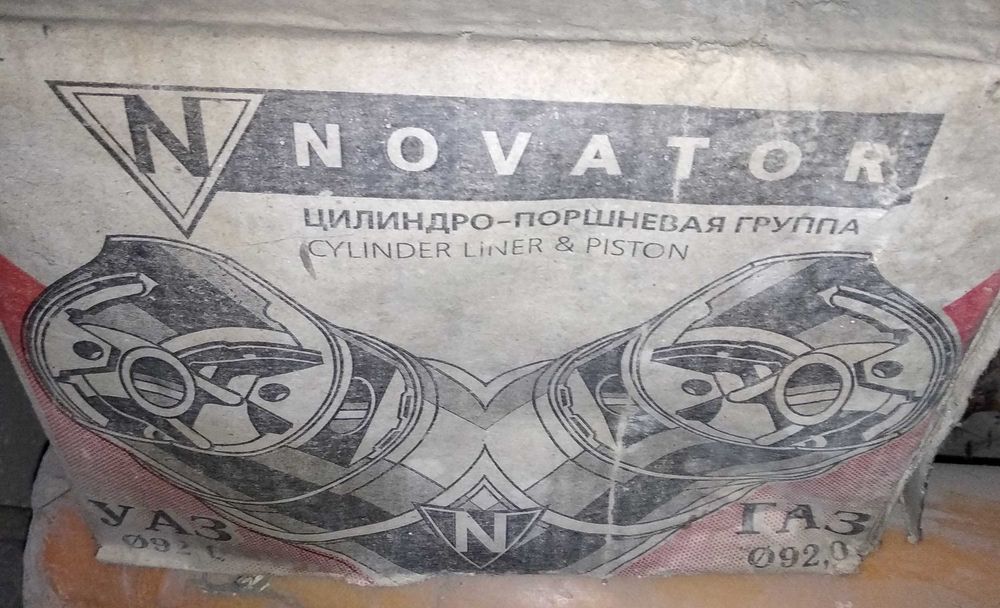 N NOVATOR
ЦИЛИНДРО-ПОРШНЕВАЯ ГРУППА
CYLINDER LiNER & PISTON
N
УАЗ ГАЗ
Ø92,0